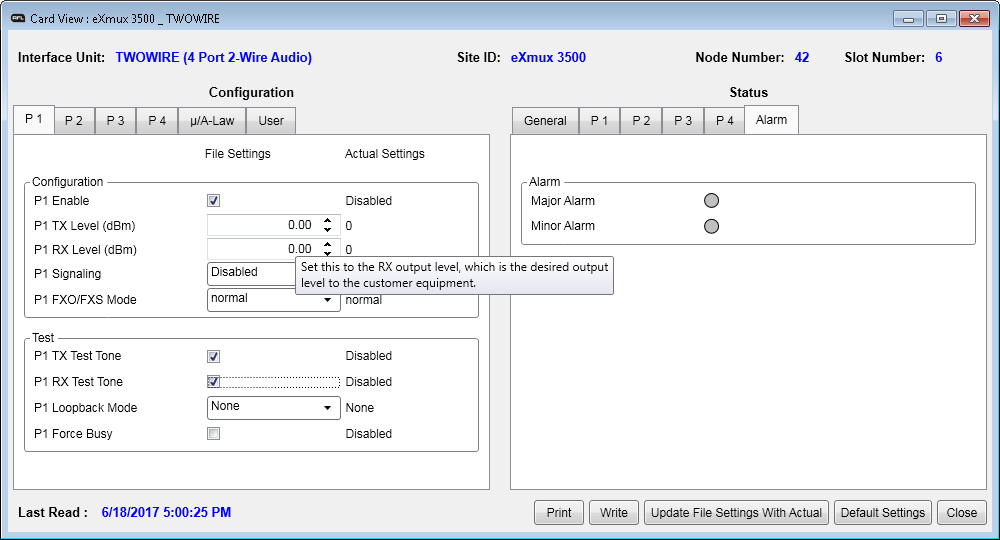 AFL Card View : eXmux 3500 _ TWOWIRE
Interface Unit: TWOWIRE (4 Port 2-Wire Audio) Site ID: eXmux 3500 Node Number: 42 Slot Number: 6
Configuration Status
P 1 P 2 P 3 P 4 µ/A-Law User General P 1 P 2 P 3 P 4 Alarm
File Settings Actual Settings
Configuration Alarm
P1 Enable Disabled Major Alarm
P1 TX Level (dBm) 0.00 0 Minor Alarm
P1 RX Level (dBm) 0.00 0
P1 Signaling Disabled
Set this to the RX output level, which is the desired output
level to the customer equipment.
P1 FXO/FXS Mode normal normal
Test
P1 TX Test Tone Disabled
P1 RX Test Tone Disabled
P1 Loopback Mode None None
P1 Force Busy Disabled
Last Read : 6/18/2017 5:00:25 PM Print Write Update File Settings With Actual Default Settings Close